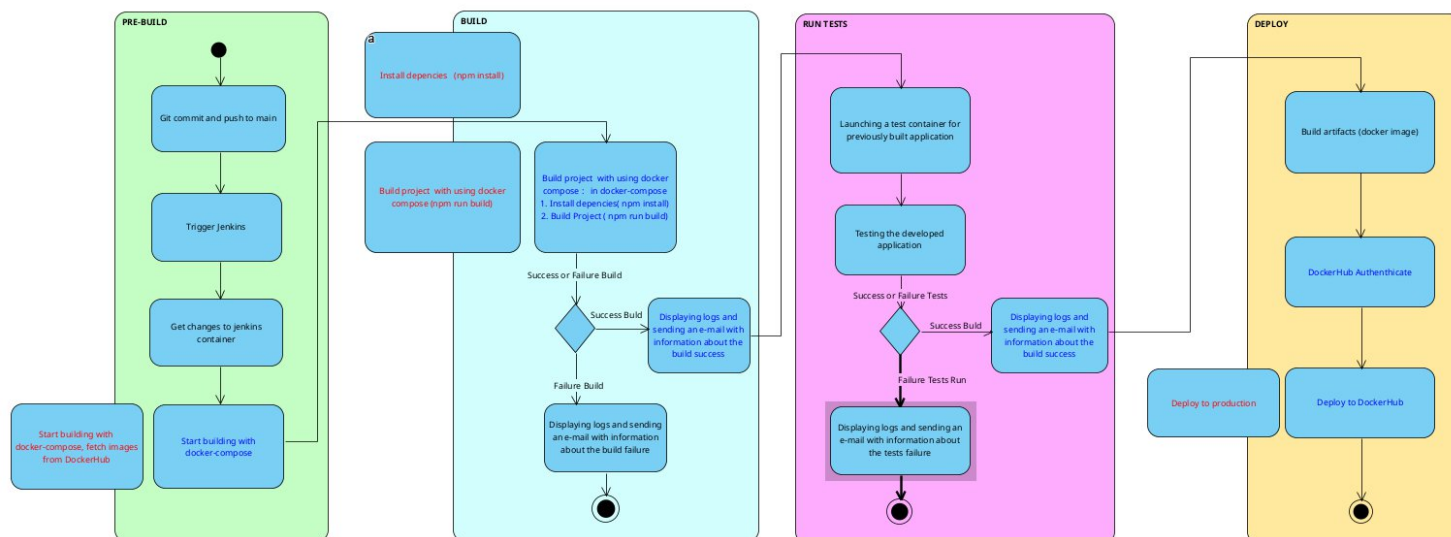 PRE-BUILD
Git commit and push to main
Trigger Jenkins
Get changes to jenkins
container
Start building with
docker-compose, fetch images
from DockerHub
Start building with
docker-compose
BUILD
a
Install depencies (npm install)
Build project with using docker
compose (npm run build)
Build project with using docker
compose : in docker-compose
1. Install depencies( npm install)
2. Build Project ( npm run build)
Success or Failure Build
Success Buld
Displaying logs and
sending an e-mail with
information about the
build success
Failure Build
Displaying logs and sending
an e-mail with information
about the build failure
RUN TESTS
Launching a test container for
previously built application
Testing the developed
application
Success or Failure Tests
Success Buld
Displaying logs and
sending an e-mail with
information about the
build success
Failure Tests Run
Displaying logs and sending an
e-mail with information about
the tests failure
DEPLOY
Build artifacts (docker image)
DockerHub Authenthicate
Deploy to production
Deploy to DockerHub